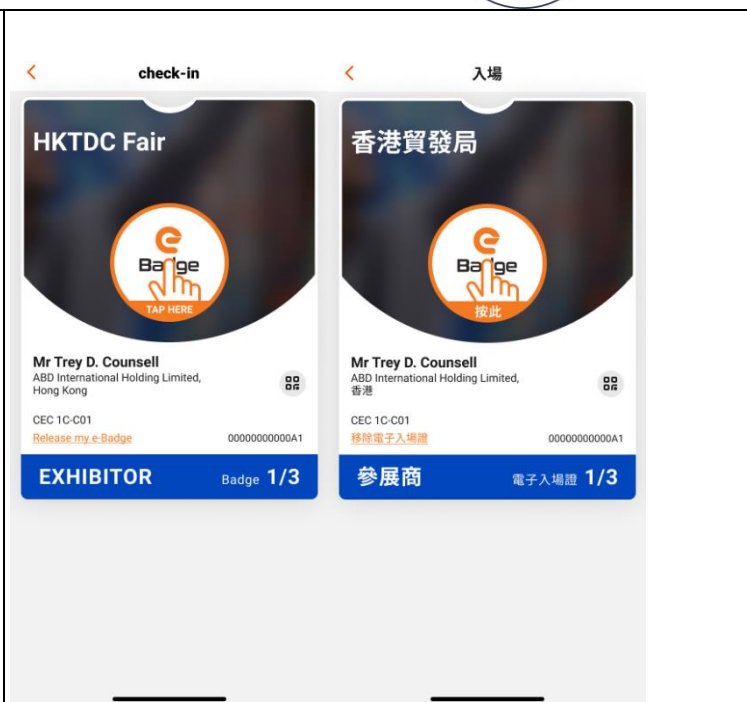 check-in
HKTDC Fair
e
Badge
TAP HERE
Mr Trey D. Counsell
ABD International Holding Limited,
Hong Kong
CEC 1C-C01
Release my e-Badge
00000000000A1
EXHIBITOR
Badge 1/3
入場
香港貿發局
e
Badge
按此
Mr Trey D. Counsell
ABD International Holding Limited,
香港
CEC 1C-C01
移除電子入場證
00000000000A1
參展商
電子入場證 1/3